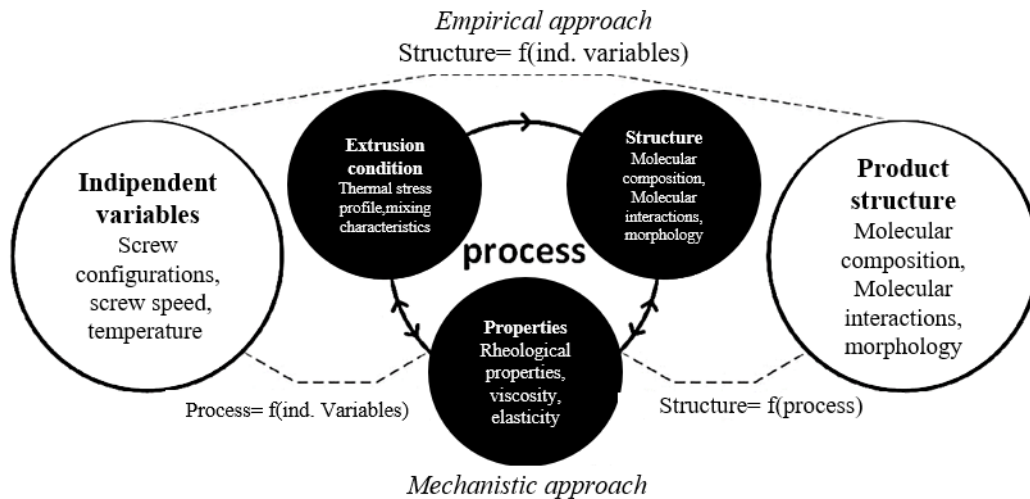 Empirical approach
Structure= f(ind. variables)
Indipendent
variables
Screw
configurations,
screw speed,
temperature
Extrusion
condition
Thermal stress
profile,mixing
characteristics
Structure
Molecular
composition,
Molecular
interactions,
morphology
Product
structure
Molecular
composition,
Molecular
interactions,
morphology
process
Properties
Rheological
properties,
viscosity,
elasticity
Process= f(ind. Variables)
Structure= f(process)
Mechanistic approach